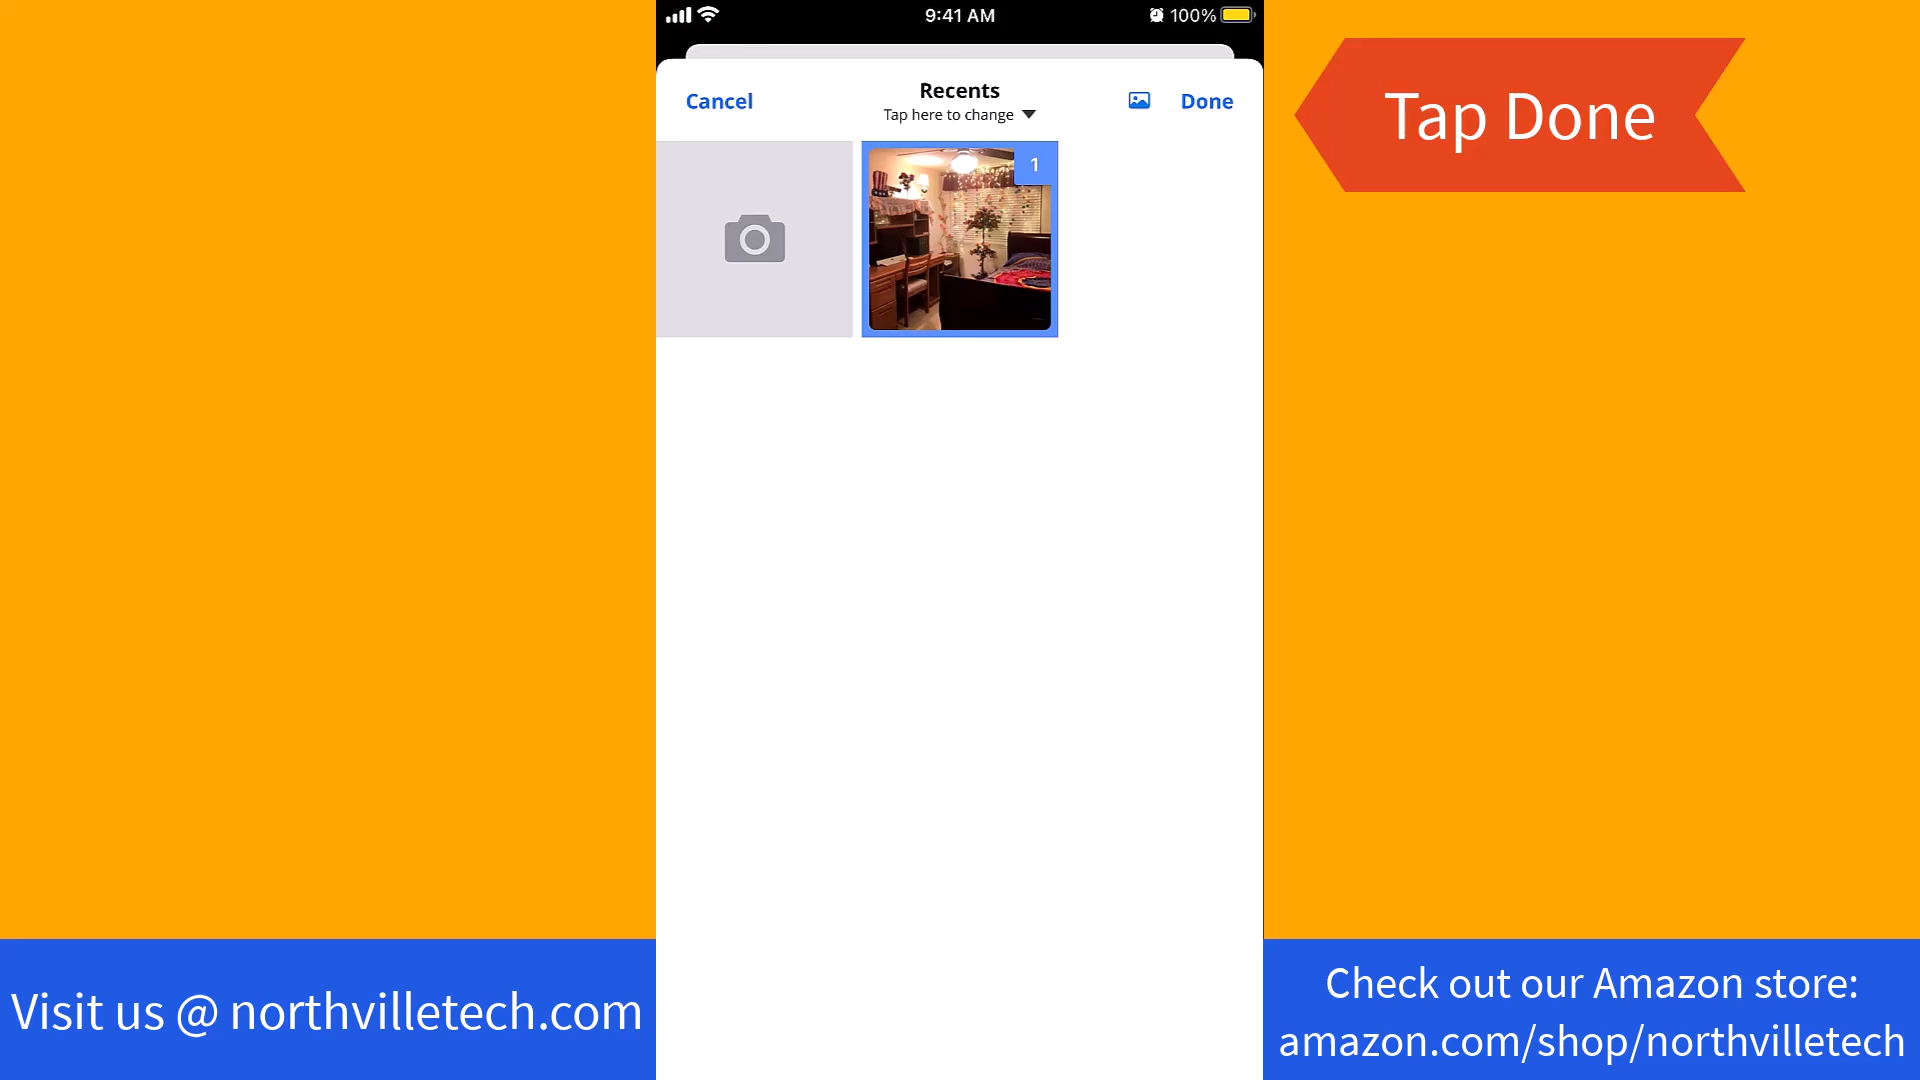 9:41 AM
100%
Cancel
Recents
Tap here to change
Done
1
Tap Done
Visit us @ northvilletech.com
Check out our Amazon store:
amazon.com/shop/northvilletech